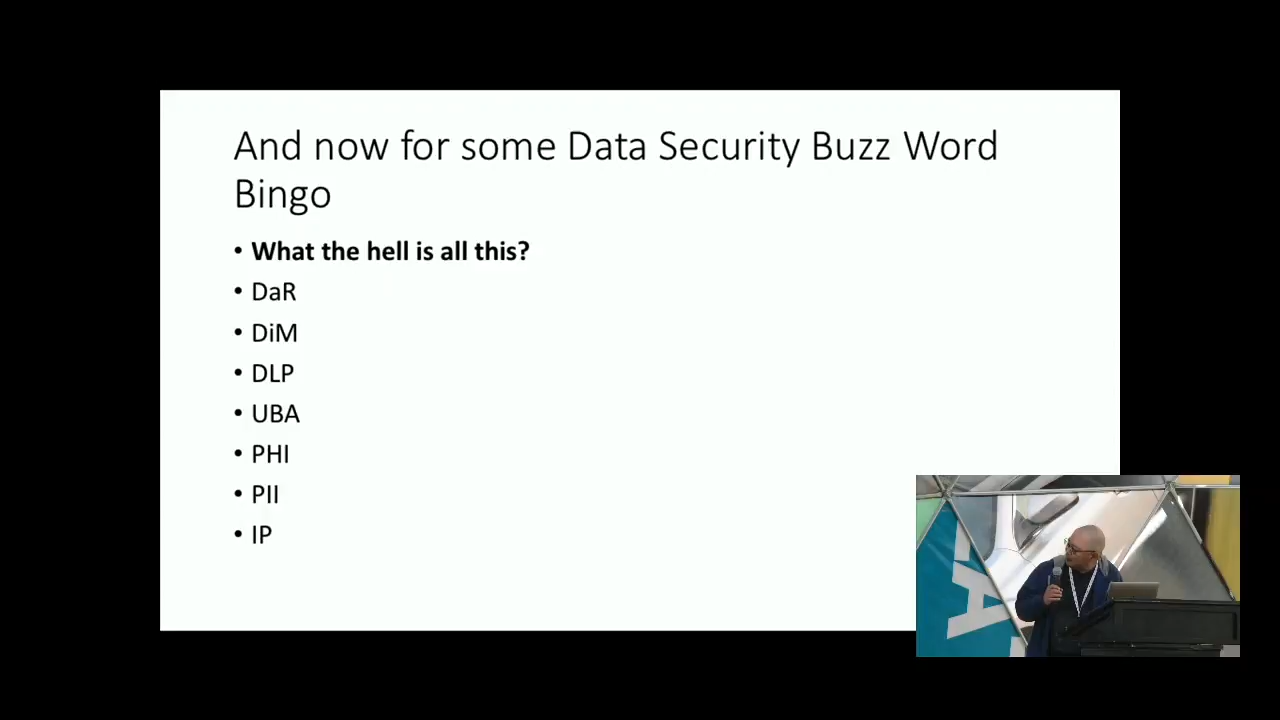 And now for some Data Security Buzz Word
Bingo
• What the hell is all this?
• DaR
• DiM
• DLP
• UBA
• PHI
• PII
• IP